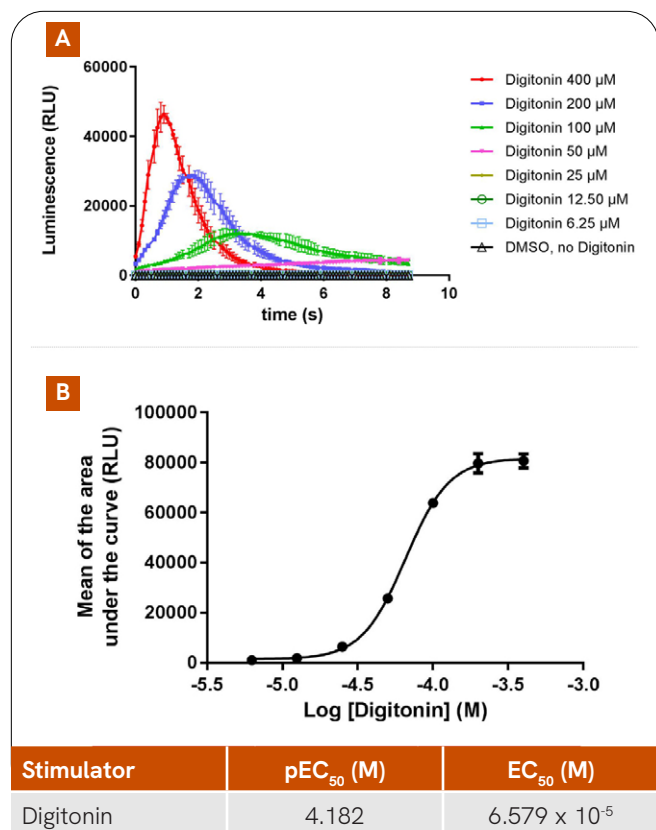 A
Luminescence (RLU)
60000
40000
20000
0
0 2 4 6 8 10
time (s)
Digitonin 400 µM
Digitonin 200 µM
Digitonin 100 µM
Digitonin 50 µM
Digitonin 25 µM
Digitonin 12.50 µM
Digitonin 6.25 µM
DMSO, no Digitonin
B
Mean of the area
under the curve (RLU)
100000
80000
60000
40000
20000
0
-5.5 -5.0 -4.5 -4.0 -3.5 -3.0
Log [Digitonin] (M)
Stimulator pEC₅₀ (M) EC₅₀ (M)
Digitonin 4.182 6.579 x 10⁻⁵